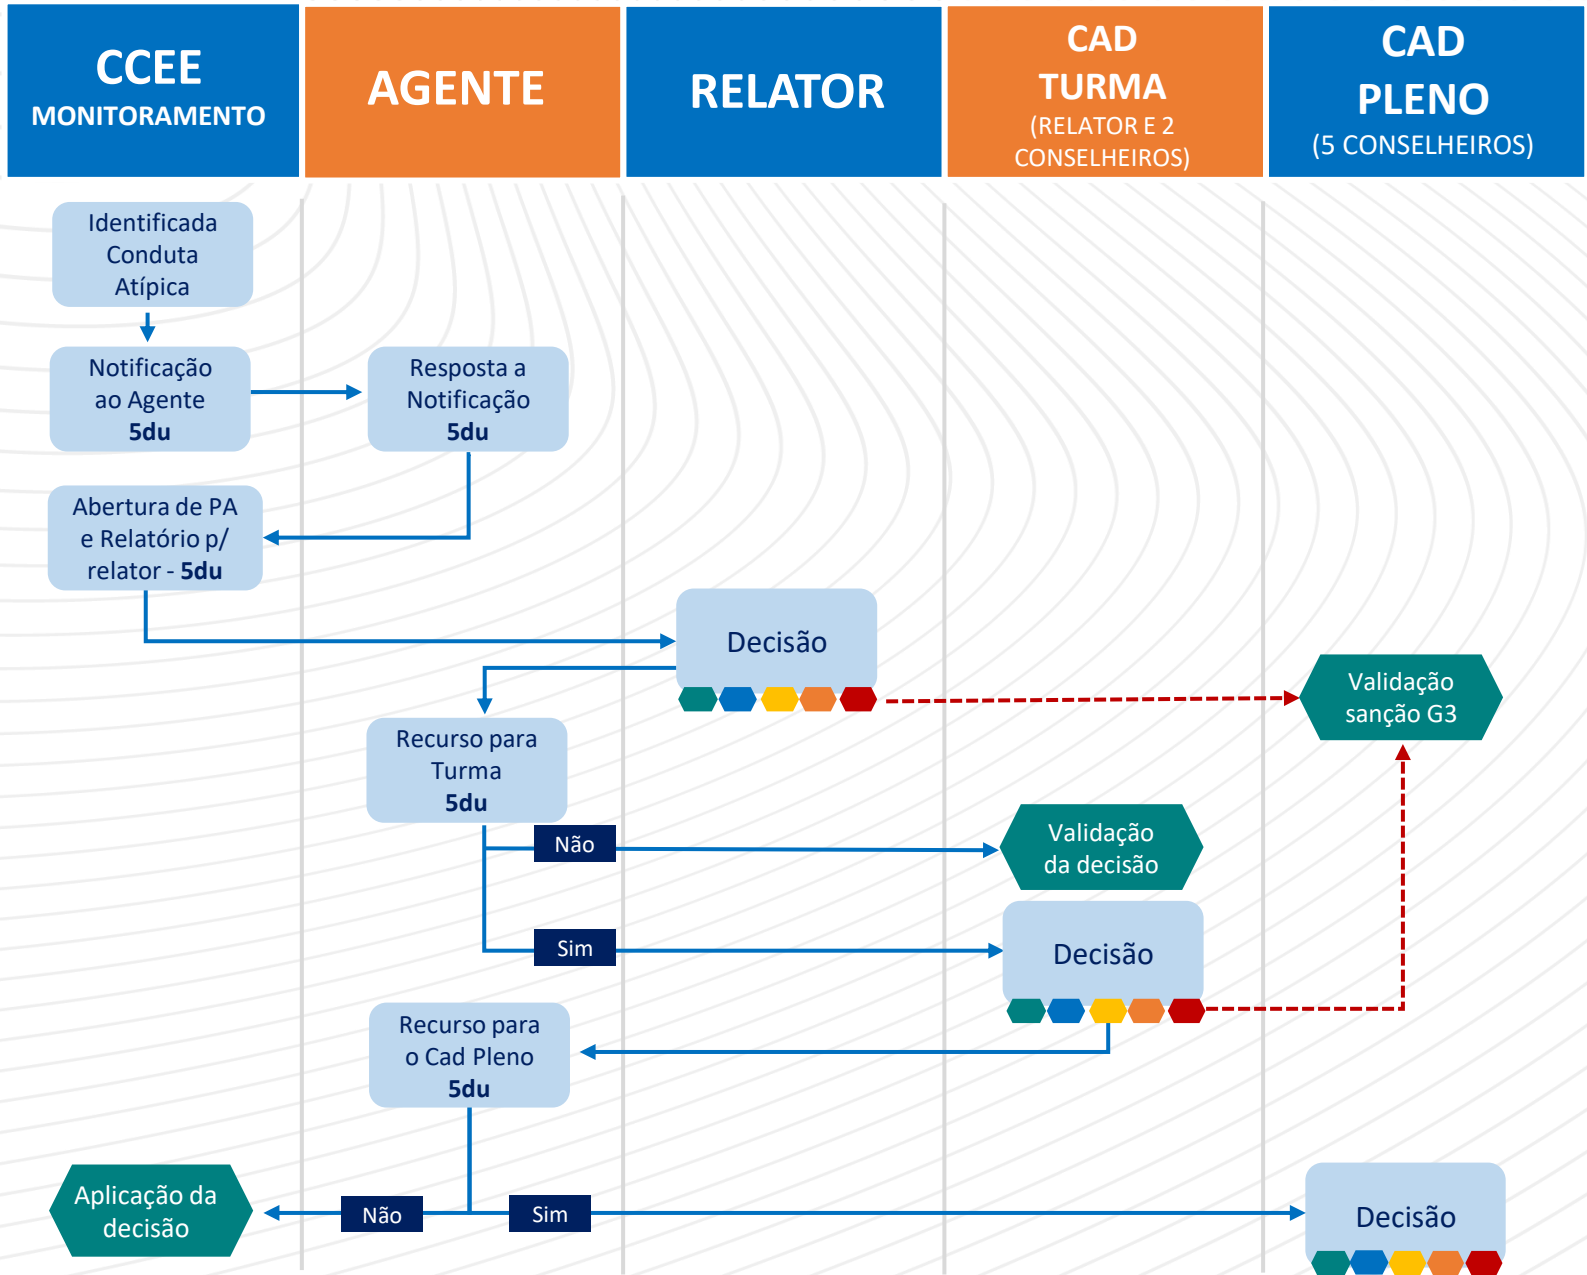 CCEE
MONITORAMENTO
AGENTE
RELATOR
CAD
TURMA
(RELATOR E 2
CONSELHEIROS)
CAD
PLENO
(5 CONSELHEIROS)
Identificada
Conduta
Atípica
Notificação
ao Agente
5du
Resposta a
Notificação
5du
Abertura de PA
e Relatório p/
relator - 5du
Decisão
Validação
sanção G3
Recurso para
Turma
5du
Não
Validação
da decisão
Sim
Decisão
Recurso para
o Cad Pleno
5du
Aplicação da
decisão
Não
Sim
Decisão